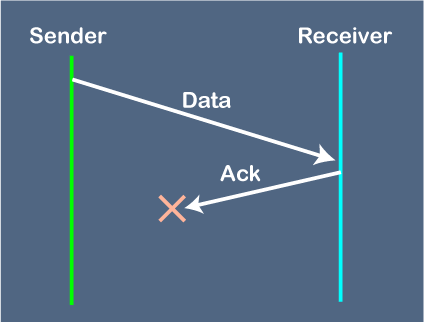 Sender
Receiver
Data
Ack